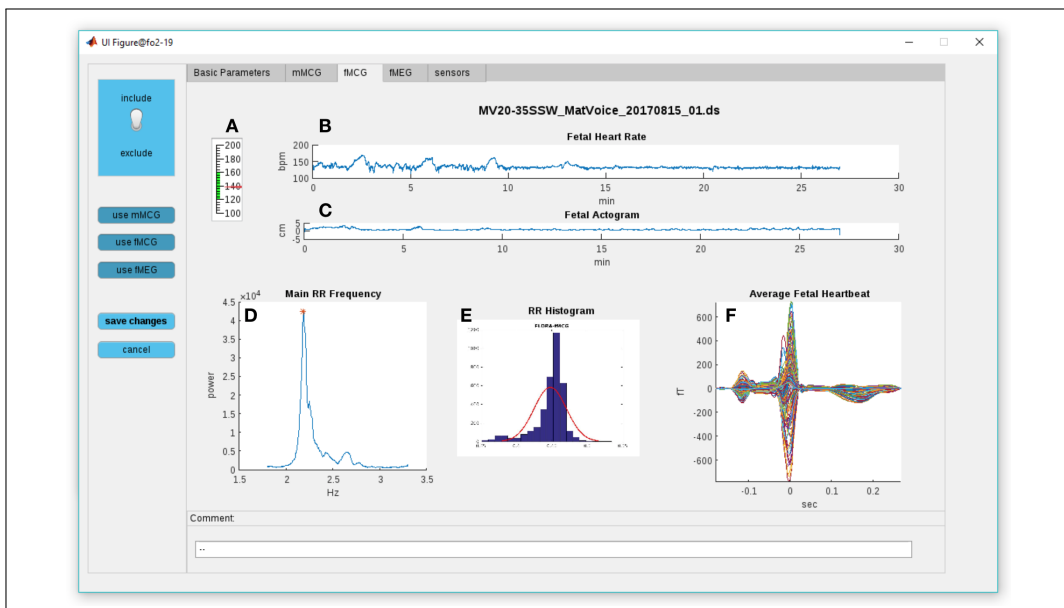 UI Figure@fo2-19
Basic Parameters mMCG fMCG fMEG sensors
include
exclude
use mMCG
use fMCG
use fMEG
save changes
cancel
MV20-35SSW_MatVoice_20170815_01.ds
A
200
180
160
140
120
100
B
Fetal Heart Rate
bpm
200
150
100
0 5 10 15 20 25 30
min
C
Fetal Actogram
cm
5
0
-5
0 5 10 15 20 25 30
min
D
Main RR Frequency
×10⁴
power
4.5
4
3.5
3
2.5
2
1.5
1
0.5
0
1.5 2 2.5 3 3.5
Hz
E
RR Histogram
FLORA-fMCG
F
Average Fetal Heartbeat
fT
600
400
200
0
-200
-400
-600
-0.1 0 0.1 0.2
sec
Comment:
--